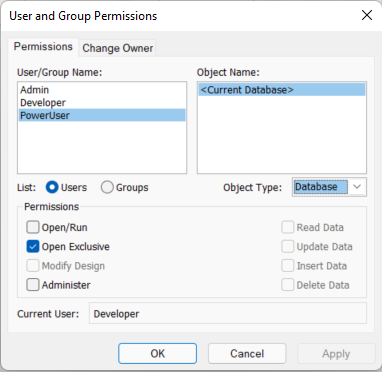 User and Group Permissions
Permissions Change Owner
User/Group Name: Object Name:
Admin <Current Database>
Developer
PowerUser
List: Users Groups Object Type: Database
Permissions
Open/Run Read Data
Open Exclusive Update Data
Modify Design Insert Data
Administer Delete Data
Current User: Developer
OK Cancel Apply